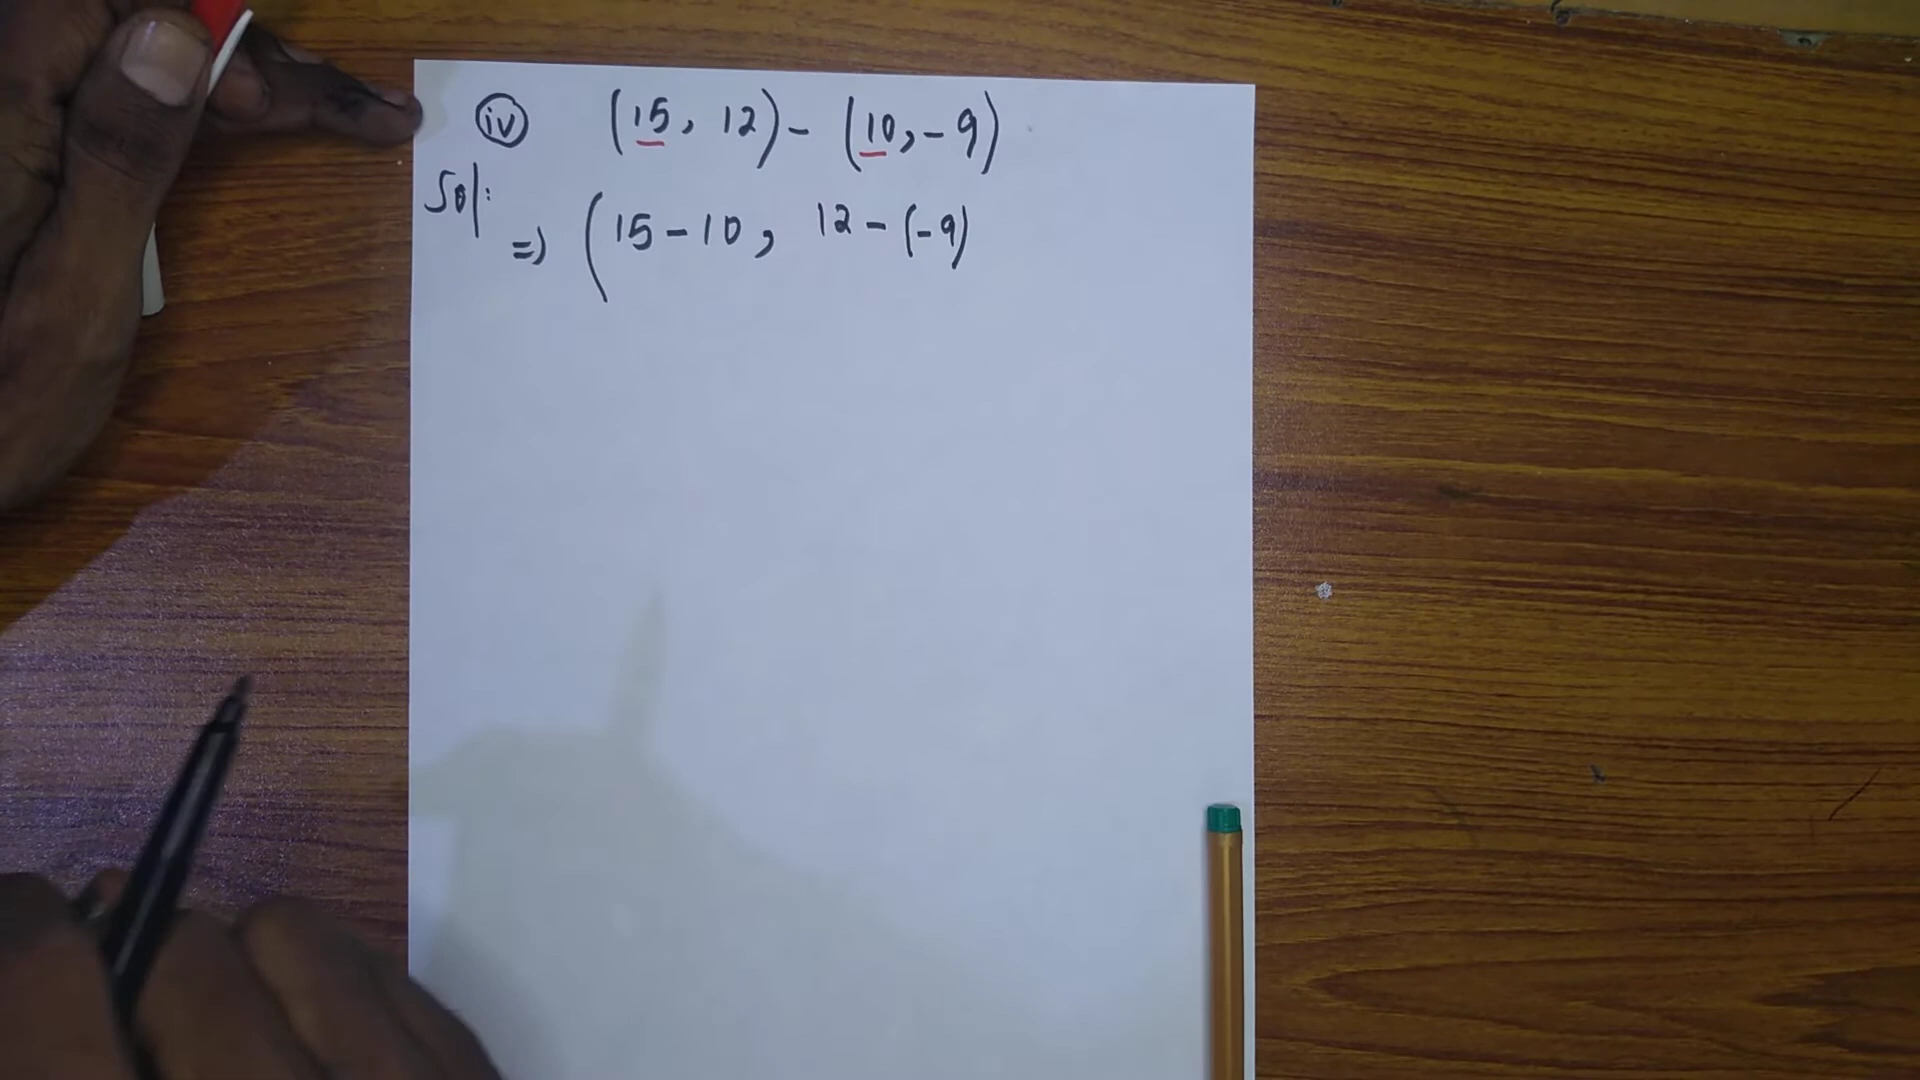 iv (15, 12) - (10, -9)
Sol:
=) (15-10, 12-(-9)